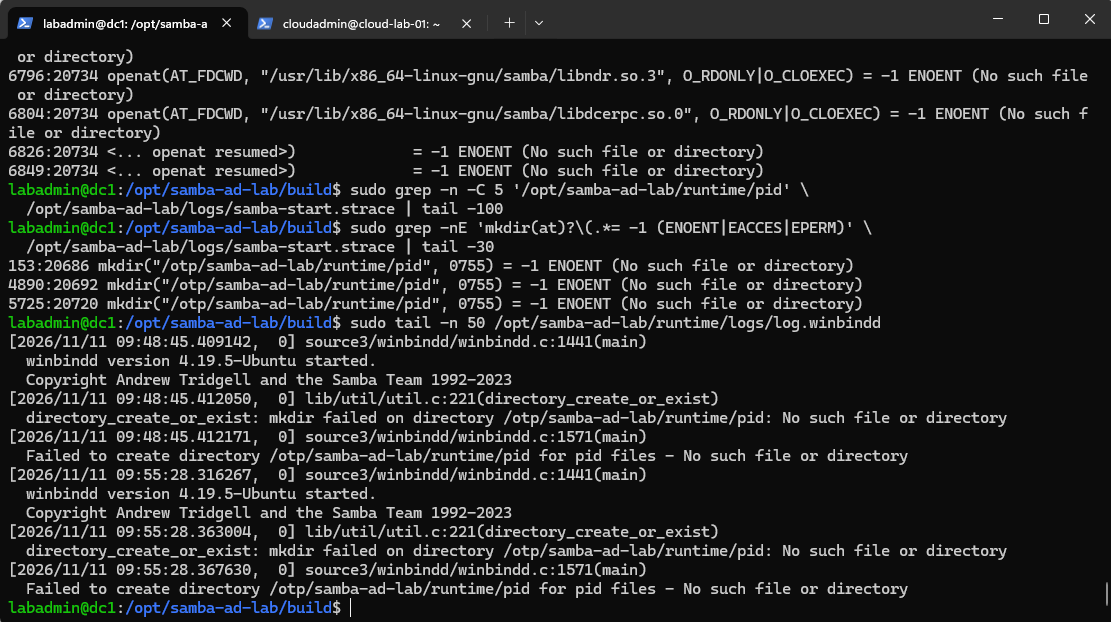 labadmin@dc1: /opt/samba-a
cloudadmin@cloud-lab-01: ~
 or directory)
6796:20734 openat(AT_FDCWD, "/usr/lib/x86_64-linux-gnu/samba/libndr.so.3", O_RDONLY|O_CLOEXEC) = -1 ENOENT (No such file
 or directory)
6804:20734 openat(AT_FDCWD, "/usr/lib/x86_64-linux-gnu/samba/libdcerpc.so.0", O_RDONLY|O_CLOEXEC) = -1 ENOENT (No such f
ile or directory)
6826:20734 <... openat resumed>)            = -1 ENOENT (No such file or directory)
6849:20734 <... openat resumed>)            = -1 ENOENT (No such file or directory)
labadmin@dc1:/opt/samba-ad-lab/build$ sudo grep -n -C 5 '/opt/samba-ad-lab/runtime/pid' \
  /opt/samba-ad-lab/logs/samba-start.strace | tail -100
labadmin@dc1:/opt/samba-ad-lab/build$ sudo grep -nE 'mkdir(at)?\(.*= -1 (ENOENT|EACCES|EPERM)' \
  /opt/samba-ad-lab/logs/samba-start.strace | tail -30
153:20686 mkdir("/otp/samba-ad-lab/runtime/pid", 0755) = -1 ENOENT (No such file or directory)
4890:20692 mkdir("/otp/samba-ad-lab/runtime/pid", 0755) = -1 ENOENT (No such file or directory)
5725:20720 mkdir("/otp/samba-ad-lab/runtime/pid", 0755) = -1 ENOENT (No such file or directory)
labadmin@dc1:/opt/samba-ad-lab/build$ sudo tail -n 50 /opt/samba-ad-lab/runtime/logs/log.winbindd
[2026/11/11 09:48:45.409142,  0] source3/winbindd/winbindd.c:1441(main)
  winbindd version 4.19.5-Ubuntu started.
  Copyright Andrew Tridgell and the Samba Team 1992-2023
[2026/11/11 09:48:45.412050,  0] lib/util/util.c:221(directory_create_or_exist)
  directory_create_or_exist: mkdir failed on directory /otp/samba-ad-lab/runtime/pid: No such file or directory
[2026/11/11 09:48:45.412171,  0] source3/winbindd/winbindd.c:1571(main)
  Failed to create directory /otp/samba-ad-lab/runtime/pid for pid files - No such file or directory
[2026/11/11 09:55:28.316267,  0] source3/winbindd/winbindd.c:1441(main)
  winbindd version 4.19.5-Ubuntu started.
  Copyright Andrew Tridgell and the Samba Team 1992-2023
[2026/11/11 09:55:28.363004,  0] lib/util/util.c:221(directory_create_or_exist)
  directory_create_or_exist: mkdir failed on directory /otp/samba-ad-lab/runtime/pid: No such file or directory
[2026/11/11 09:55:28.367630,  0] source3/winbindd/winbindd.c:1571(main)
  Failed to create directory /otp/samba-ad-lab/runtime/pid for pid files - No such file or directory
labadmin@dc1:/opt/samba-ad-lab/build$